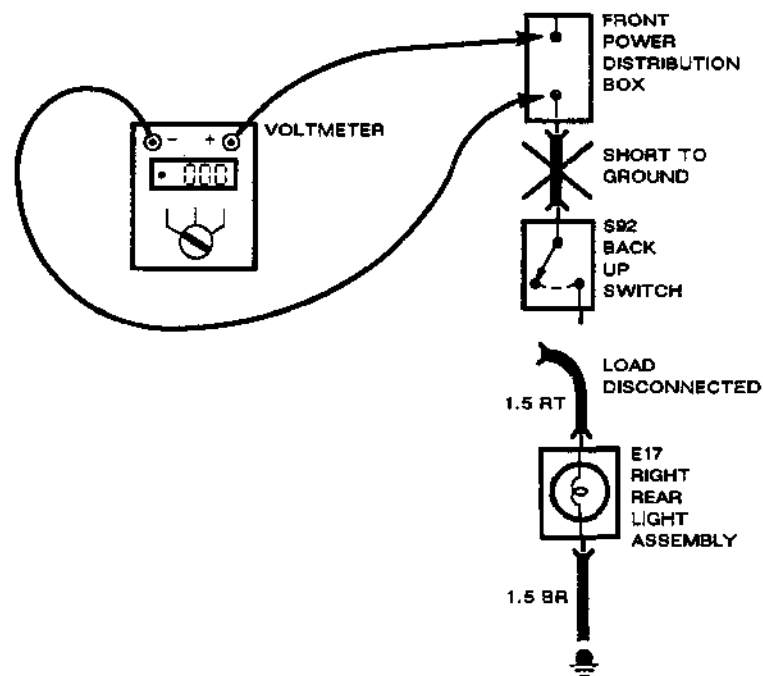 FRONT
POWER
DISTRIBUTION
BOX
- +
VOLTMETER
000
SHORT TO
GROUND
S92
BACK
UP
SWITCH
LOAD
DISCONNECTED
1.5 RT
E17
RIGHT
REAR
LIGHT
ASSEMBLY
1.5 BR